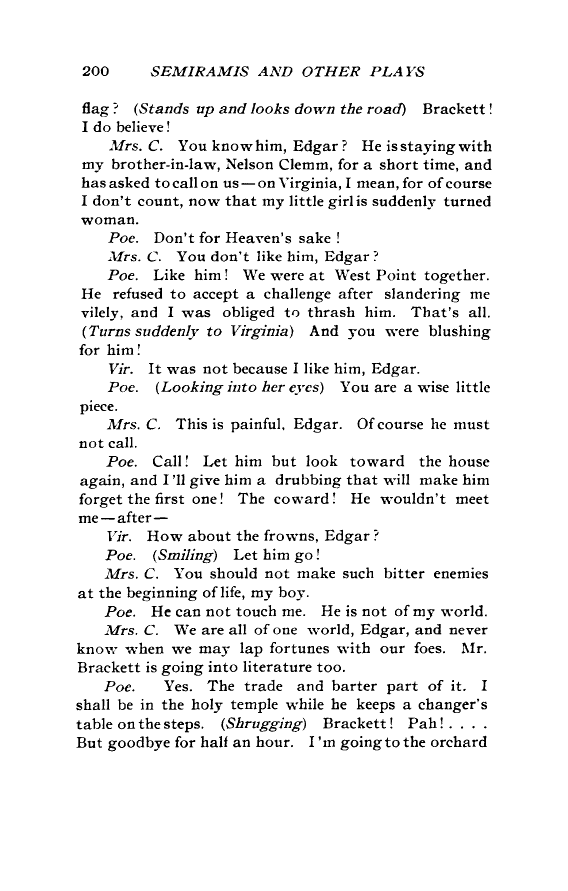 200 SEMIRAMIS AND OTHER PLAYS
flag? (Stands up and looks down the road) Brackett!
I do believe!
Mrs. C. You know him, Edgar? He is staying with
my brother-in-law, Nelson Clemm, for a short time, and
has asked to call on us—on Virginia, I mean, for of course
I don't count, now that my little girl is suddenly turned
woman.
Poe. Don't for Heaven's sake!
Mrs. C. You don't like him, Edgar?
Poe. Like him! We were at West Point together.
He refused to accept a challenge after slandering me
vilely, and I was obliged to thrash him. That's all.
(Turns suddenly to Virginia) And you were blushing
for him!
Vir. It was not because I like him, Edgar.
Poe. (Looking into her eyes) You are a wise little
piece.
Mrs. C. This is painful, Edgar. Of course he must
not call.
Poe. Call! Let him but look toward the house
again, and I'll give him a drubbing that will make him
forget the first one! The coward! He wouldn't meet
me—after—
Vir. How about the frowns, Edgar?
Poe. (Smiling) Let him go!
Mrs. C. You should not make such bitter enemies
at the beginning of life, my boy.
Poe. He can not touch me. He is not of my world.
Mrs. C. We are all of one world, Edgar, and never
know when we may lap fortunes with our foes. Mr.
Brackett is going into literature too.
Poe. Yes. The trade and barter part of it. I
shall be in the holy temple while he keeps a changer's
table on the steps. (Shrugging) Brackett! Pah! . . . .
But goodbye for half an hour. I'm going to the orchard